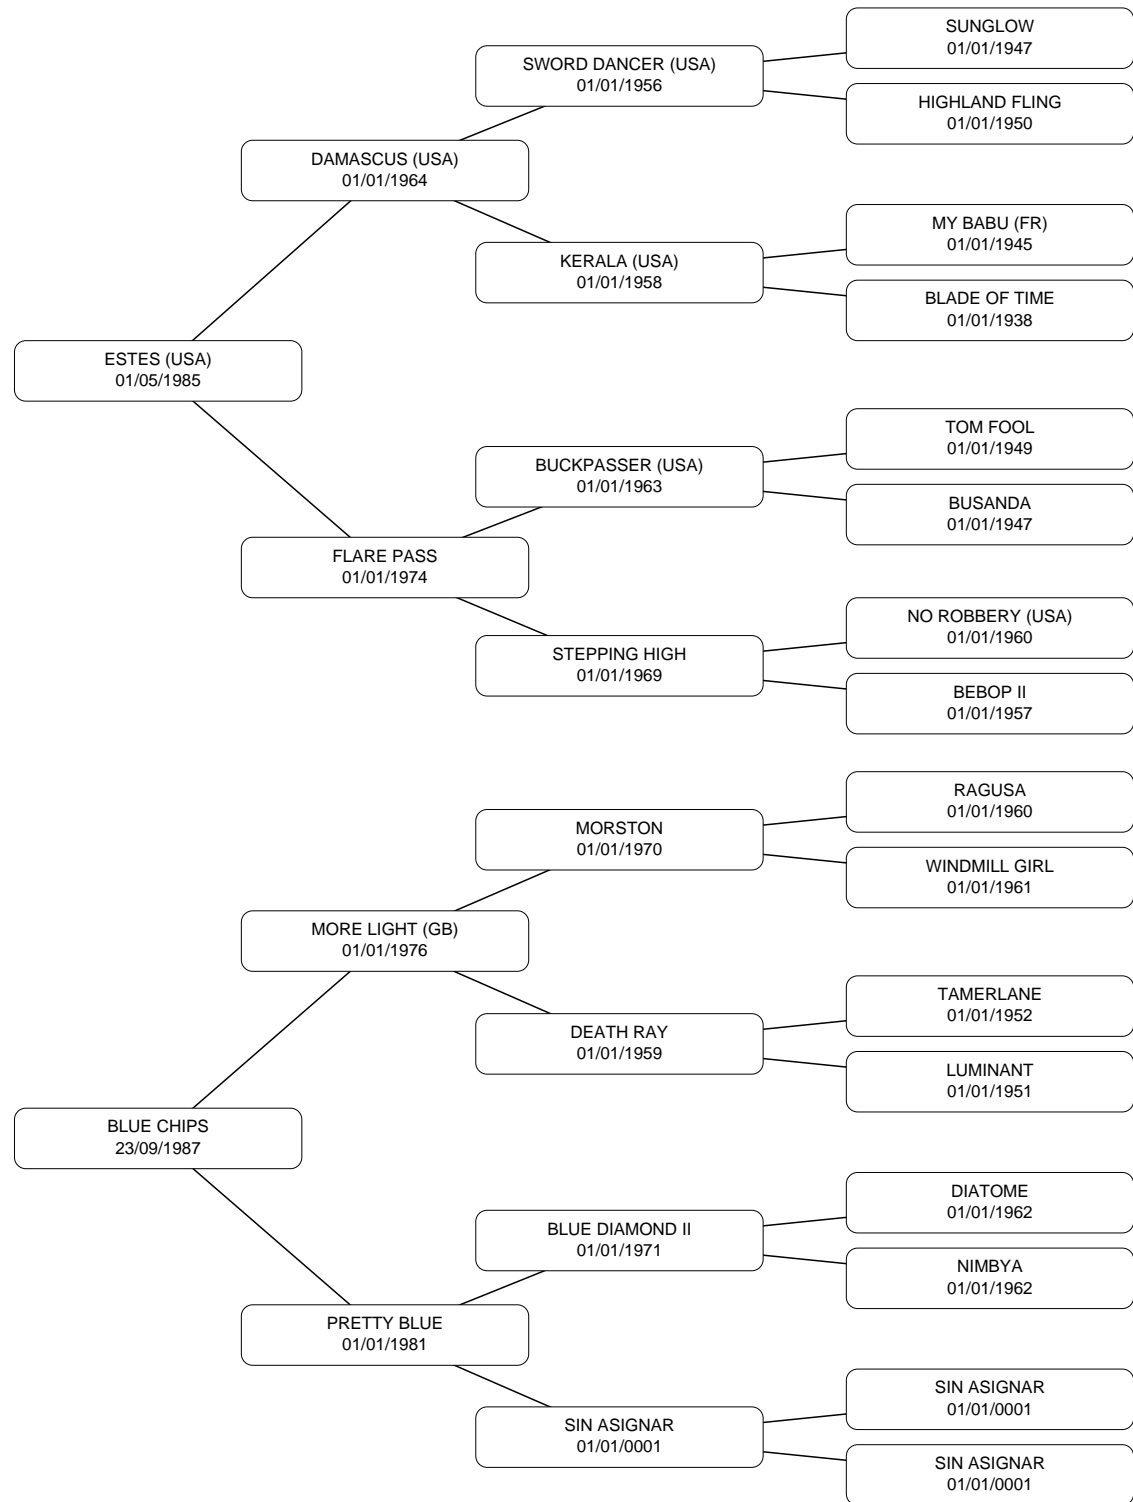 SUNGLOW
01/01/1947
SWORD DANCER (USA)
01/01/1956
HIGHLAND FLING
01/01/1950
DAMASCUS (USA)
01/01/1964
MY BABU (FR)
01/01/1945
KERALA (USA)
01/01/1958
BLADE OF TIME
01/01/1938
ESTES (USA)
01/05/1985
TOM FOOL
01/01/1949
BUCKPASSER (USA)
01/01/1963
BUSANDA
01/01/1947
FLARE PASS
01/01/1974
NO ROBBERY (USA)
01/01/1960
STEPPING HIGH
01/01/1969
BEBOP II
01/01/1957
RAGUSA
01/01/1960
MORSTON
01/01/1970
WINDMILL GIRL
01/01/1961
MORE LIGHT (GB)
01/01/1976
TAMERLANE
01/01/1952
DEATH RAY
01/01/1959
LUMINANT
01/01/1951
BLUE CHIPS
23/09/1987
DIATOME
01/01/1962
BLUE DIAMOND II
01/01/1971
NIMBYA
01/01/1962
PRETTY BLUE
01/01/1981
SIN ASIGNAR
01/01/0001
SIN ASIGNAR
01/01/0001
SIN ASIGNAR
01/01/0001